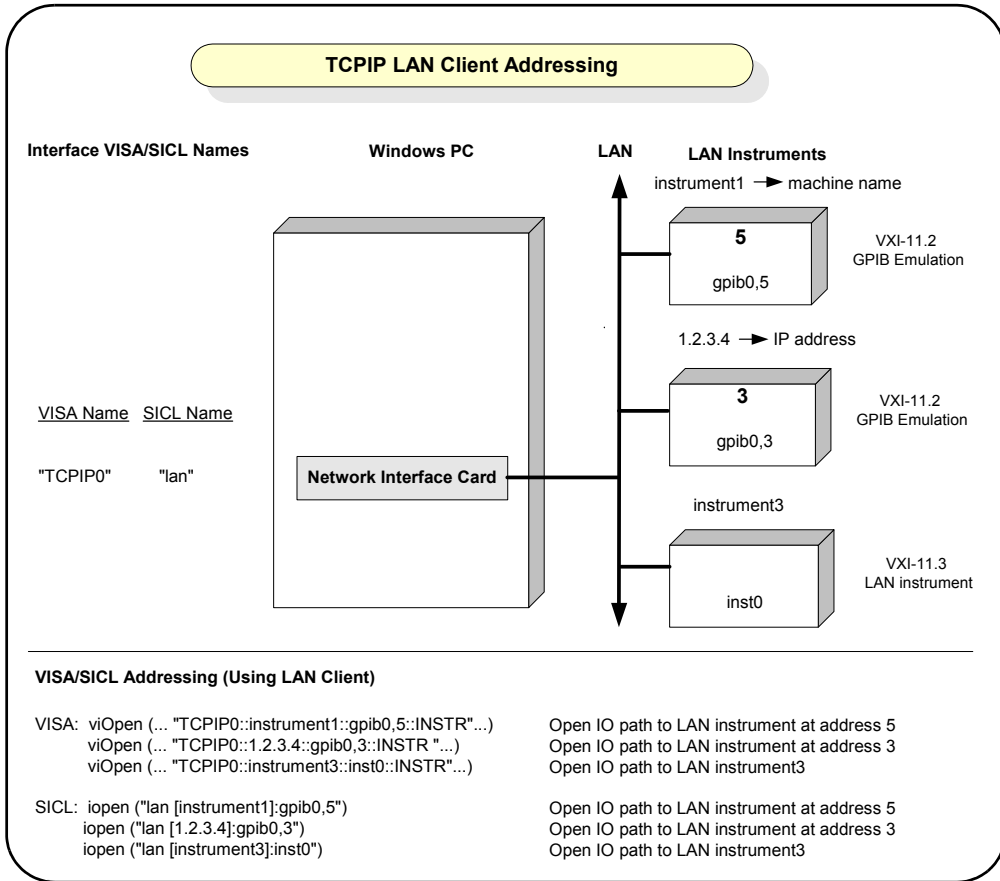 TCPIP LAN Client Addressing
Interface VISA/SICL Names
Windows PC
LAN
LAN Instruments
instrument1 machine name
5
gpib0,5
VXI-11.2
GPIB Emulation
1.2.3.4 IP address
3
gpib0,3
VXI-11.2
GPIB Emulation
VISA Name SICL Name
"TCPIP0" "lan"
Network Interface Card
instrument3
inst0
VXI-11.3
LAN instrument
VISA/SICL Addressing (Using LAN Client)
VISA: viOpen (... "TCPIP0::instrument1::gpib0,5::INSTR"...) Open IO path to LAN instrument at address 5
viOpen (... "TCPIP0::1.2.3.4::gpib0,3::INSTR "...) Open IO path to LAN instrument at address 3
viOpen (... "TCPIP0::instrument3::inst0::INSTR"...) Open IO path to LAN instrument3
SICL: iopen ("lan [instrument1]:gpib0,5") Open IO path to LAN instrument at address 5
iopen ("lan [1.2.3.4]:gpib0,3") Open IO path to LAN instrument at address 3
iopen ("lan [instrument3]:inst0") Open IO path to LAN instrument3